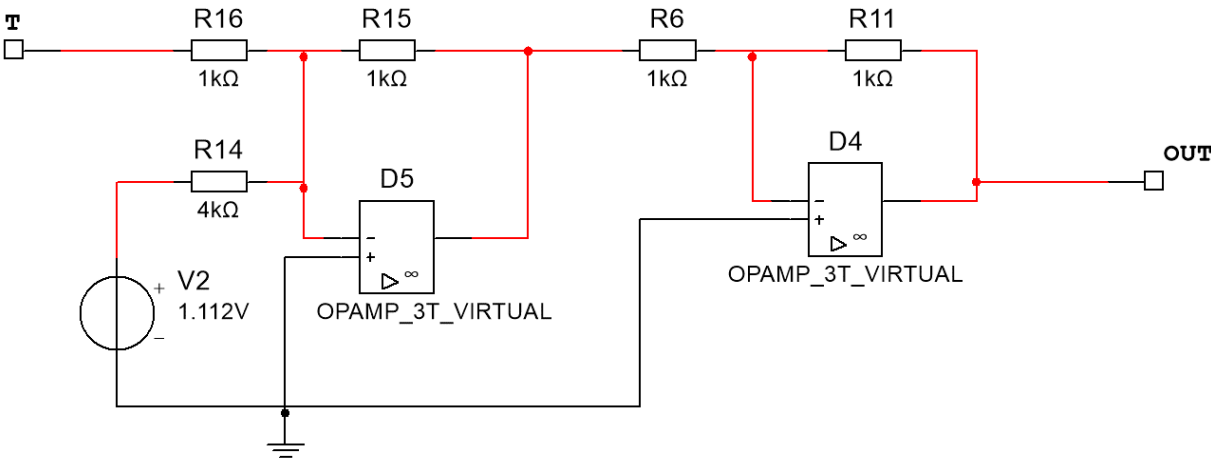 T
R16
R15
R6
R11
1kΩ
1kΩ
1kΩ
1kΩ
R14
D4
OUT
D5
4kΩ
−
+
∞
−
+
∞
OPAMP_3T_VIRTUAL
+
V2
1.112V
−
OPAMP_3T_VIRTUAL